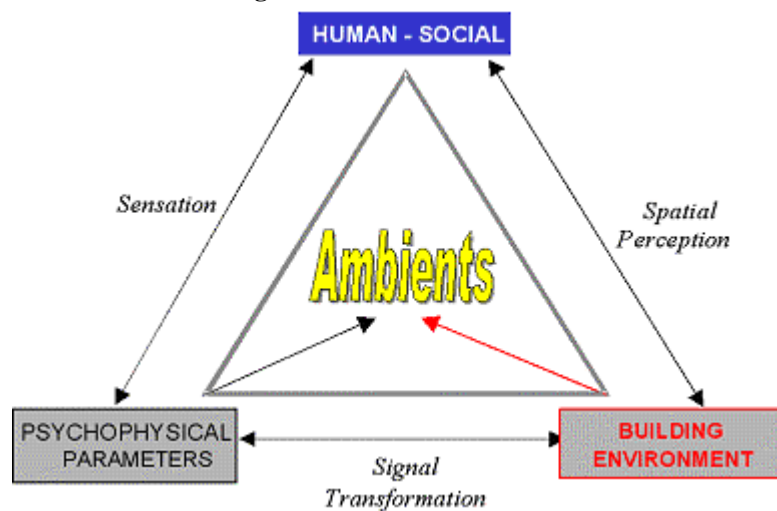 HUMAN - SOCIAL
Sensation
Spatial
Perception
Ambients
PSYCHOPHYSICAL
PARAMETERS
BUILDING
ENVIRONMENT
Signal
Transformation